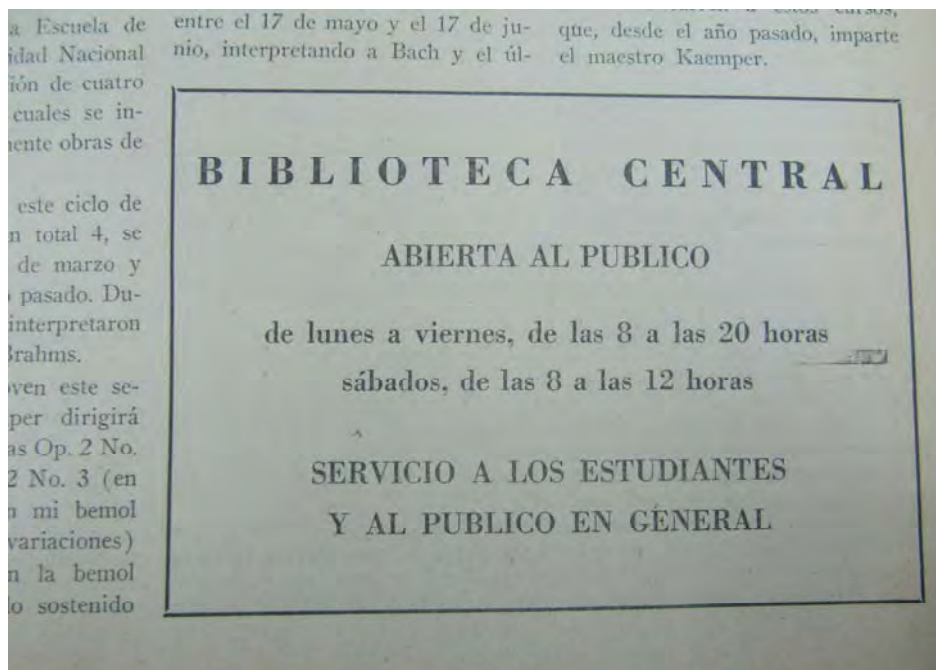 a Escuela de
idad Nacional
ión de cuatro
cuales se in-
mente obras de
este ciclo de
n total 4, se
de marzo y
pasado. Du-
interpretaron
Brahms.
oven este se-
per dirigirá
as Op. 2 No.
2 No. 3 (en
n mi bemol
variaciones)
n la bemol
o sostenido
entre el 17 de mayo y el 17 de ju-
nio, interpretando a Bach y el úl-
a estos cursos,
que, desde el año pasado, imparte
el maestro Kaemper.
BIBLIOTECA CENTRAL
ABIERTA AL PUBLICO
de lunes a viernes, de las 8 a las 20 horas
sábados, de las 8 a las 12 horas
SERVICIO A LOS ESTUDIANTES
Y AL PUBLICO EN GENERAL